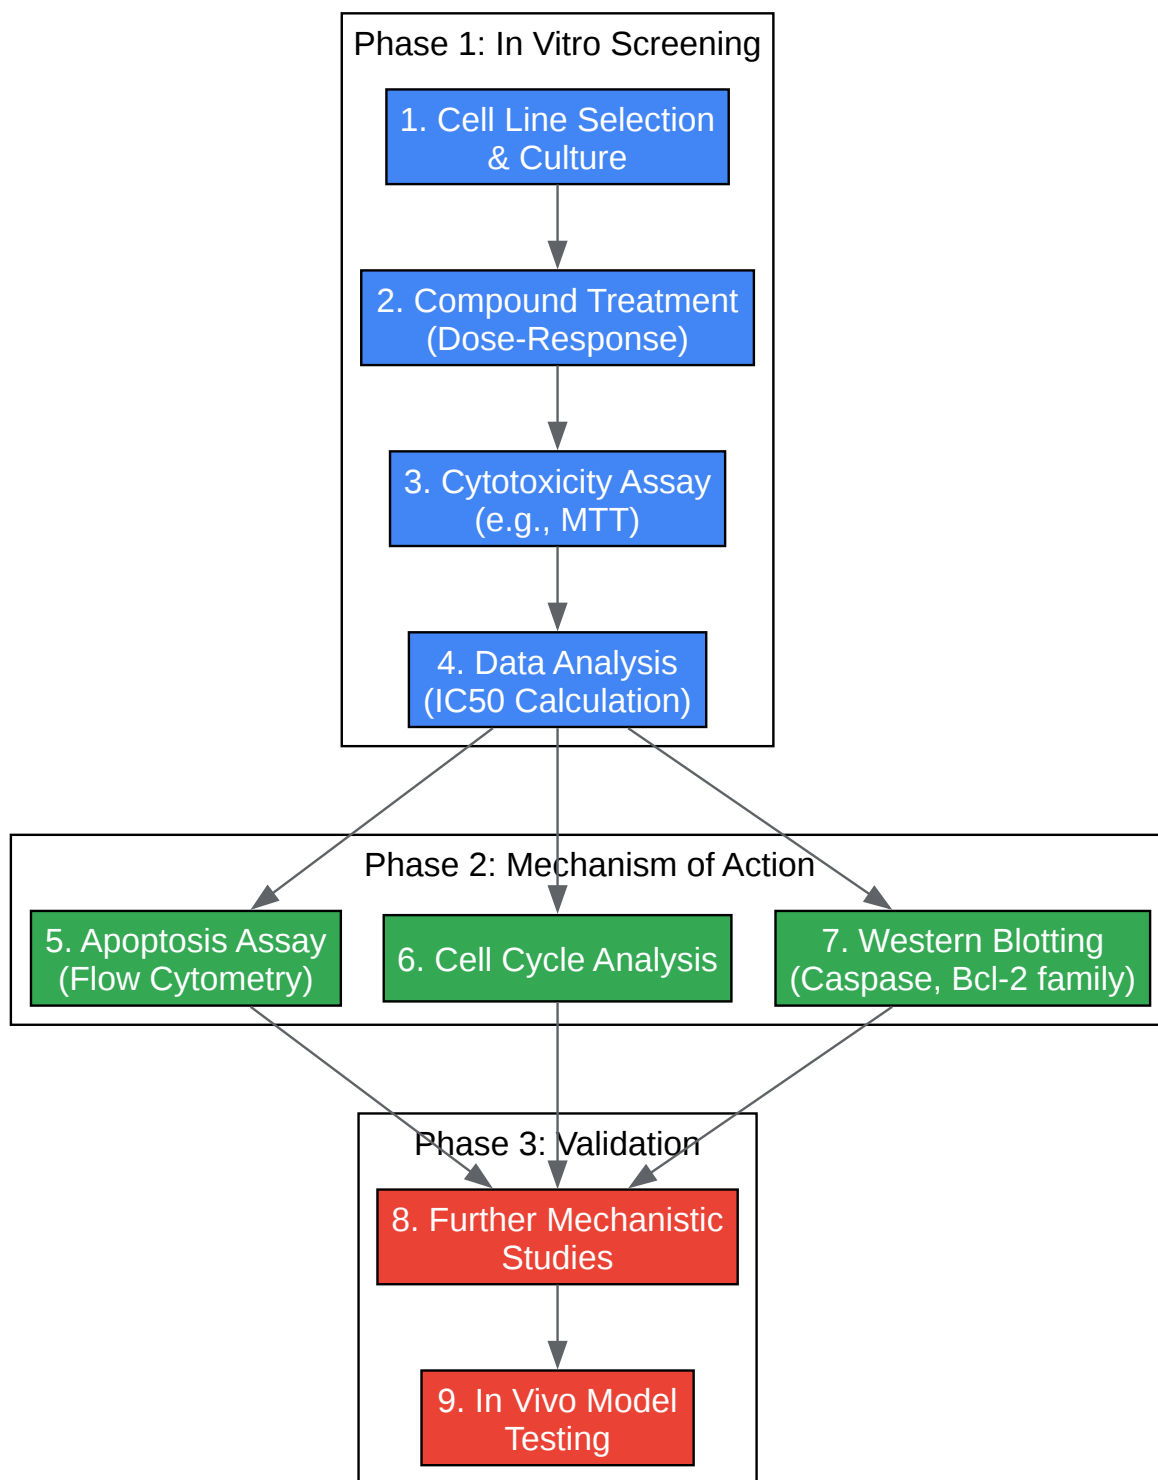 Phase 1: In Vitro Screening
1. Cell Line Selection
& Culture
2. Compound Treatment
(Dose-Response)
3. Cytotoxicity Assay
(e.g., MTT)
4. Data Analysis
(IC50 Calculation)
Phase 2: Mechanism of Action
5. Apoptosis Assay
(Flow Cytometry)
6. Cell Cycle Analysis
7. Western Blotting
(Caspase, Bcl-2 family)
Phase 3: Validation
8. Further Mechanistic
Studies
9. In Vivo Model
Testing